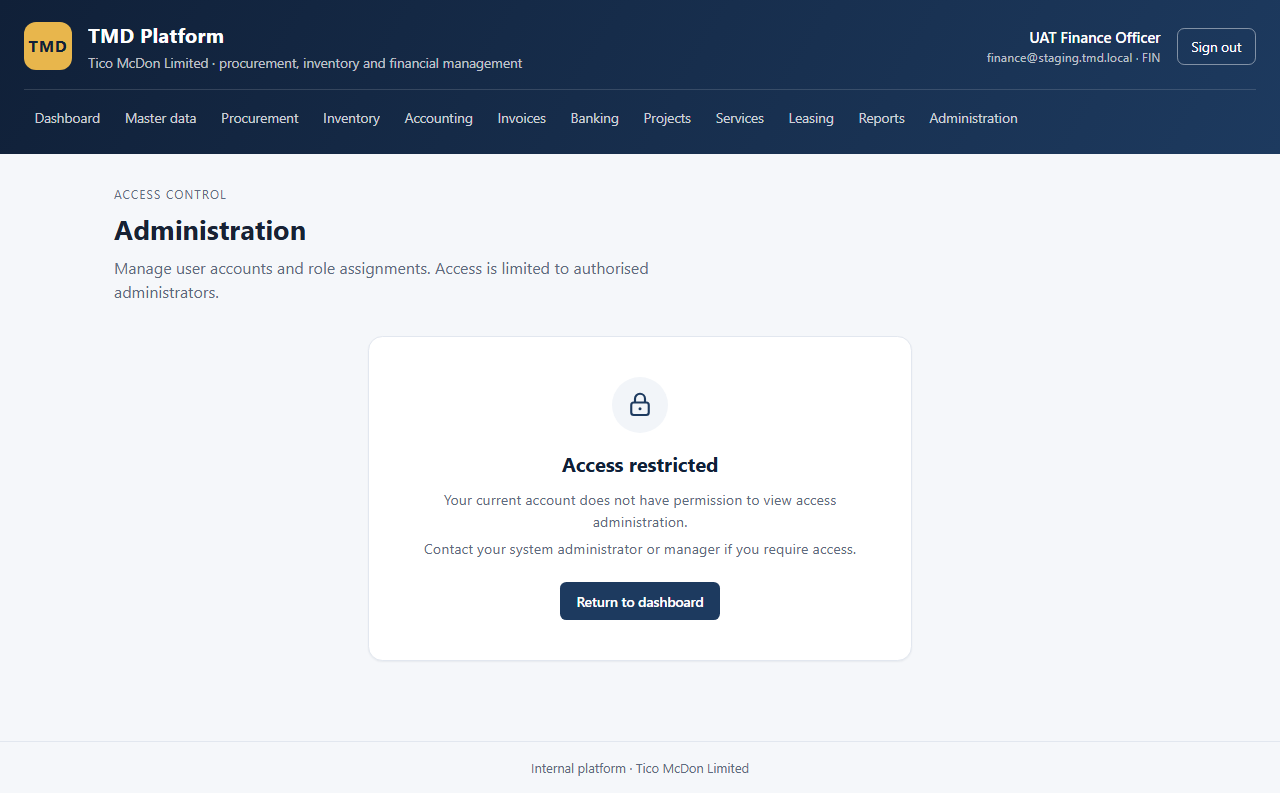 TMD
TMD Platform
Tico McDon Limited · procurement, inventory and financial management
UAT Finance Officer
finance@staging.tmd.local · FIN
Sign out
Dashboard Master data Procurement Inventory Accounting Invoices Banking Projects Services Leasing Reports Administration
ACCESS CONTROL
Administration
Manage user accounts and role assignments. Access is limited to authorised
administrators.
Access restricted
Your current account does not have permission to view access
administration.
Contact your system administrator or manager if you require access.
Return to dashboard
Internal platform · Tico McDon Limited